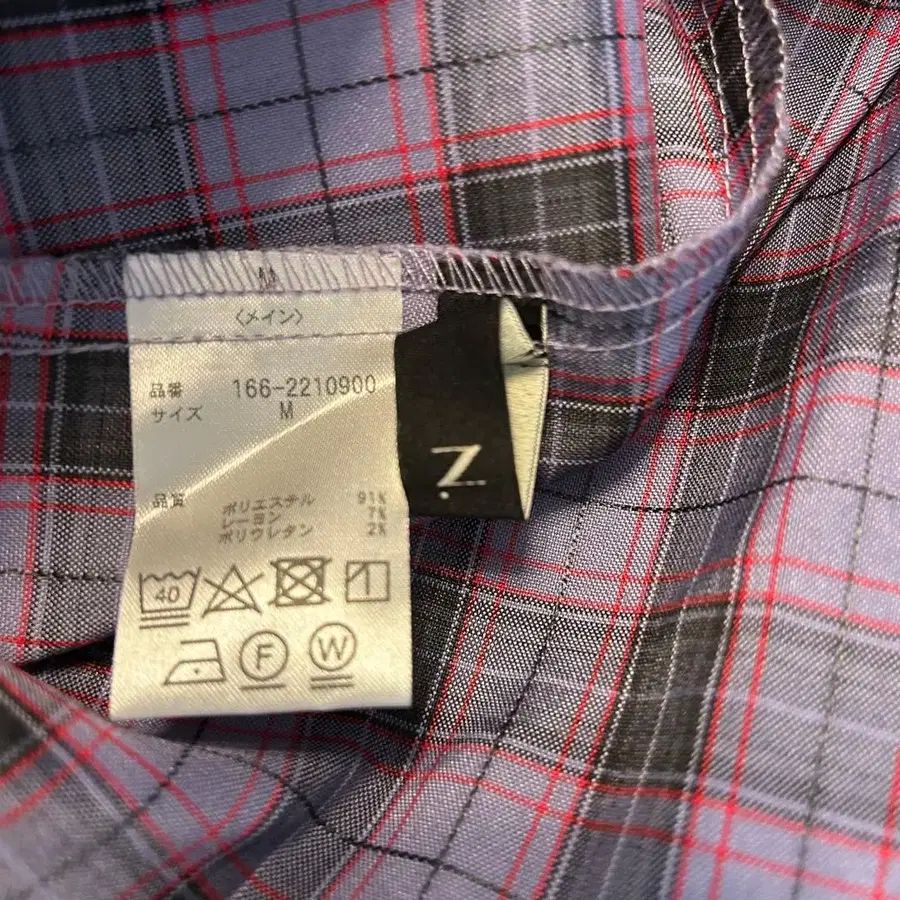 〈メイン〉
品番 166-2210900
サイズ M
品質 ポリエステル 91%
レーヨン 7%
ポリウレタン 2%
40
1
F W
Z